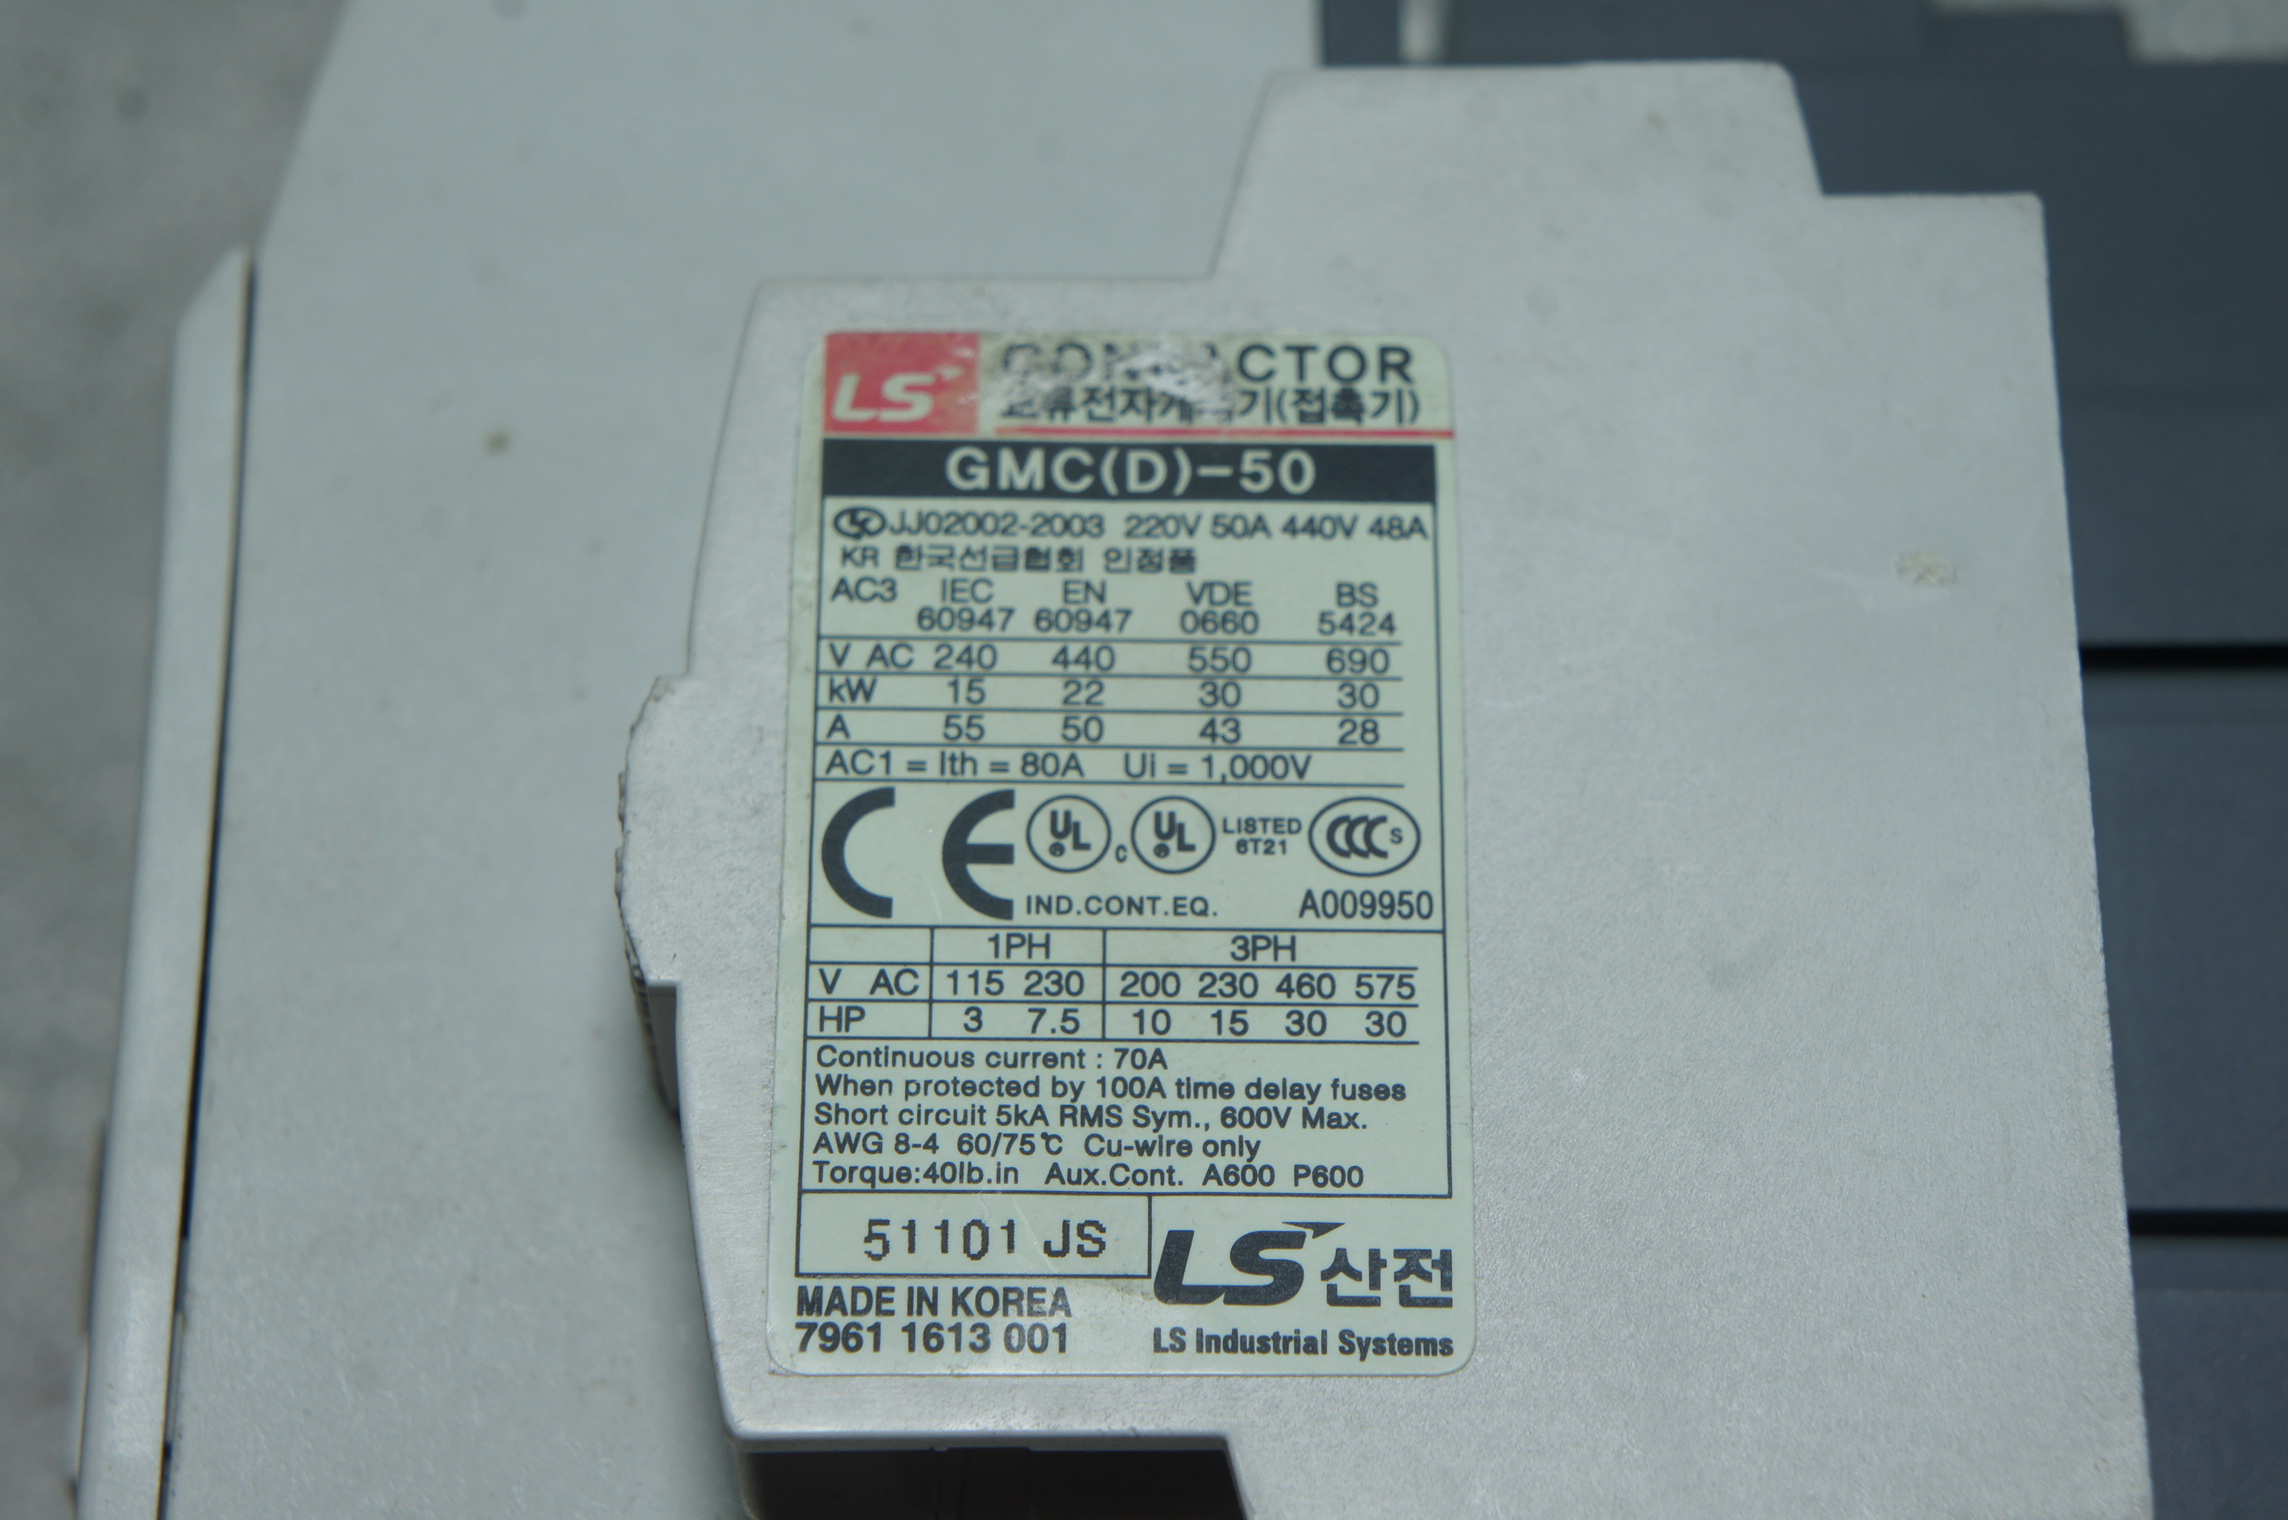 LS CONTACTOR
교류전자개폐기(접촉기)
GMC(D)-50
JJ02002-2003 220V 50A 440V 48A
KR 한국선급협회 인정품
AC3 IEC EN VDE BS
60947 60947 0660 5424
V AC 240 440 550 690
kW 15 22 30 30
A 55 50 43 28
AC1 = Ith = 80A Ui = 1,000V
CE UL c UL LISTED 6T21 CCC S
IND.CONT.EQ. A009950
1PH 3PH
V AC 115 230 200 230 460 575
HP 3 7.5 10 15 30 30
Continuous current : 70A
When protected by 100A time delay fuses
Short circuit 5kA RMS Sym., 600V Max.
AWG 8-4 60/75℃ Cu-wire only
Torque:40lb.in Aux.Cont. A600 P600
51101 JS
LS산전
MADE IN KOREA
7961 1613 001
LS Industrial Systems